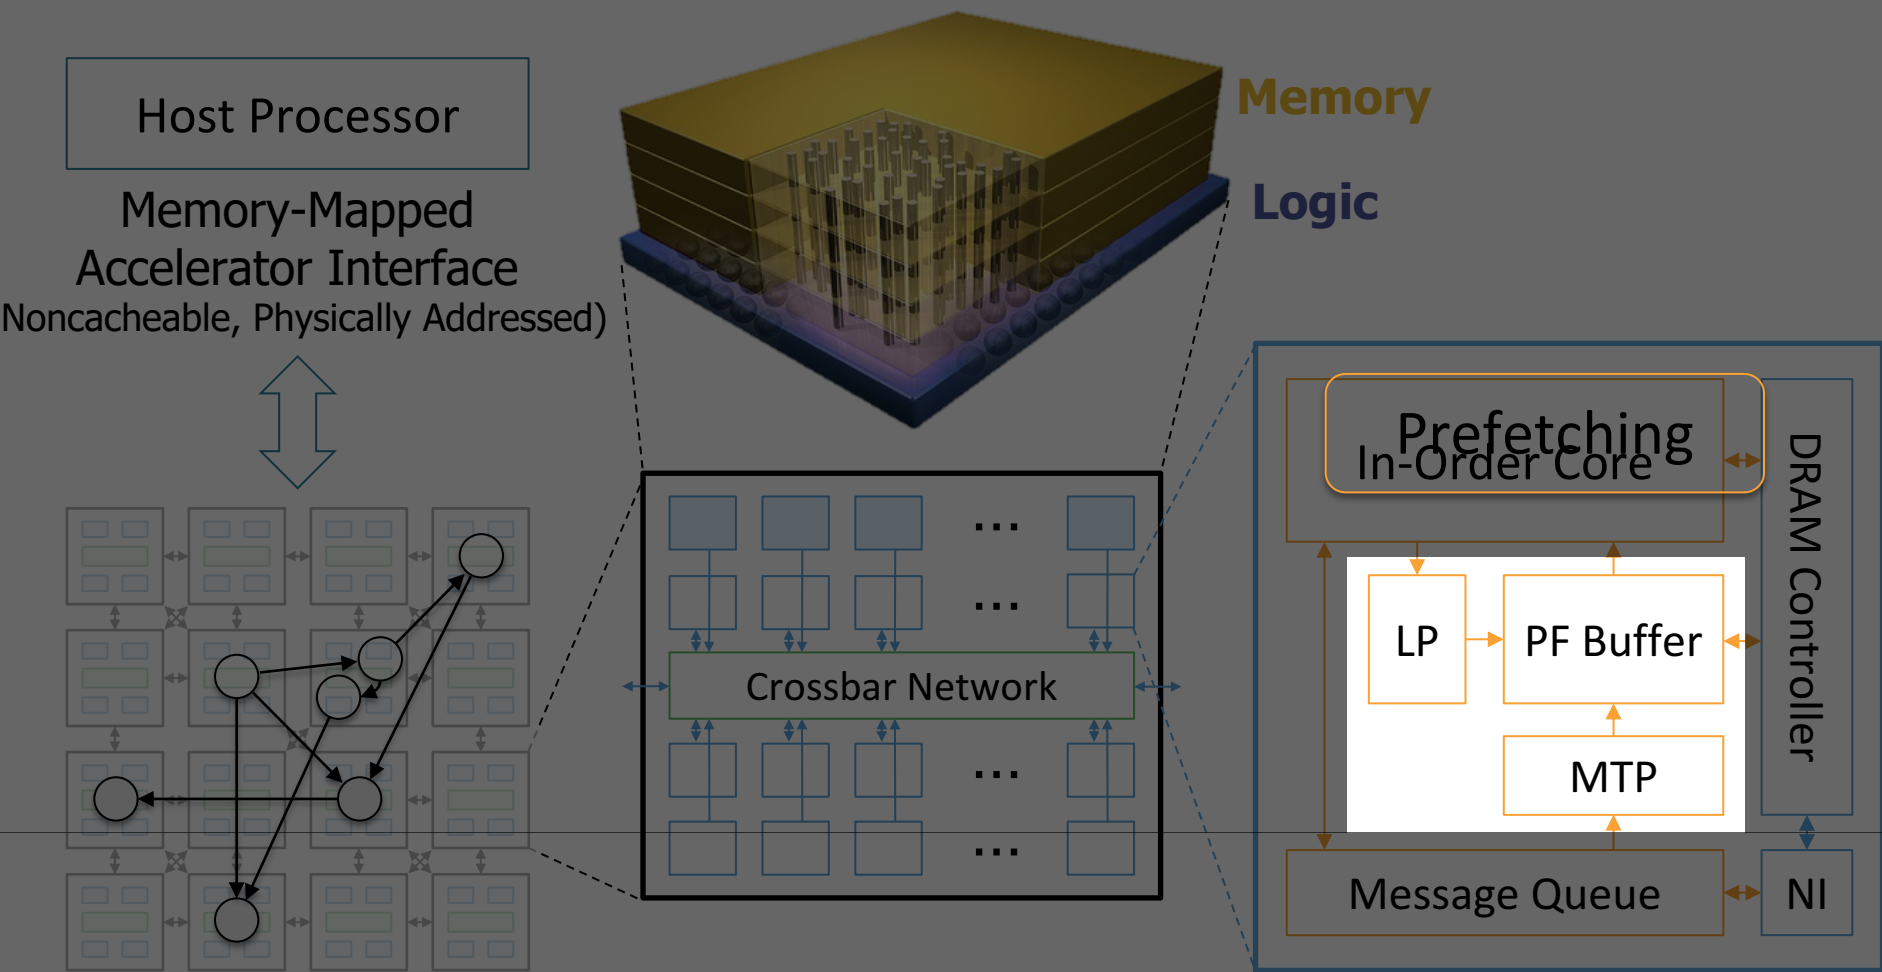 Host Processor
Memory-Mapped
Accelerator Interface
Noncacheable, Physically Addressed)
Memory
Logic
...
...
Crossbar Network
...
...
Prefetching
In-Order Core
LP
PF Buffer
MTP
Message Queue
DRAM Controller
NI